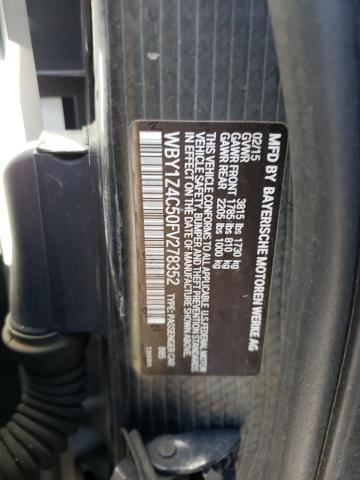 MFD BY BAYERISCHE MOTOREN WERKE AG
02/15
GVWR 3815 lbs 1730 kg
GAWR FRONT 1785 lbs 810 kg
GAWR REAR 2205 lbs 1000 kg
THIS VEHICLE CONFORMS TO ALL APPLICABLE U.S. FEDERAL MOTOR
VEHICLE SAFETY, BUMPER AND THEFT PREVENTION STANDARDS
IN EFFECT ON THE DATE OF MANUFACTURE SHOWN ABOVE.
WBY1Z4C50FV278352 TYPE: PASSENGER CAR